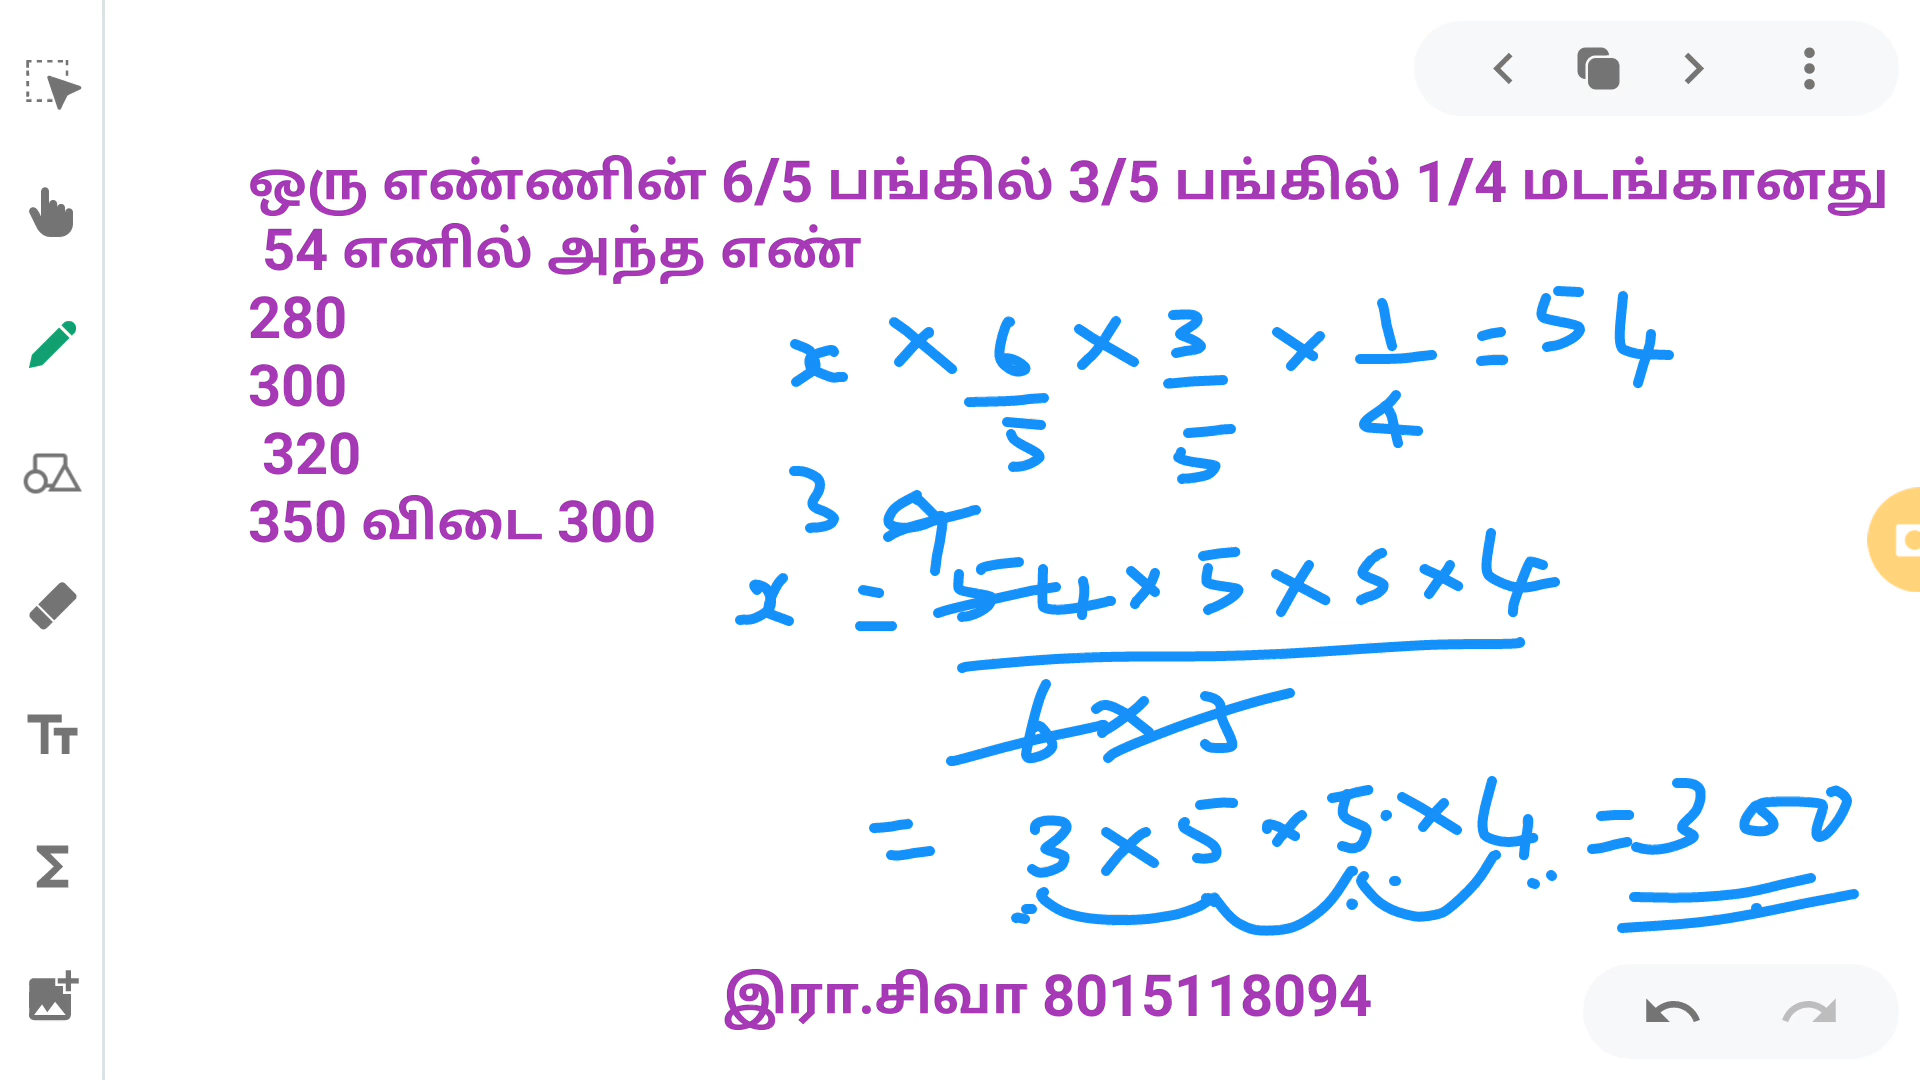 ஒரு எண்ணின் 6/5 பங்கில் 3/5 பங்கில் 1/4 மடங்கானது
54 எனில் அந்த எண்
280
300
320
350 விடை 300
x × 6/5 × 3/5 × 1/4 = 54
3 9
x = 54 × 5 × 5 × 4
6 × 3
= 3 × 5 × 5 × 4 = 300
இரா.சிவா 8015118094